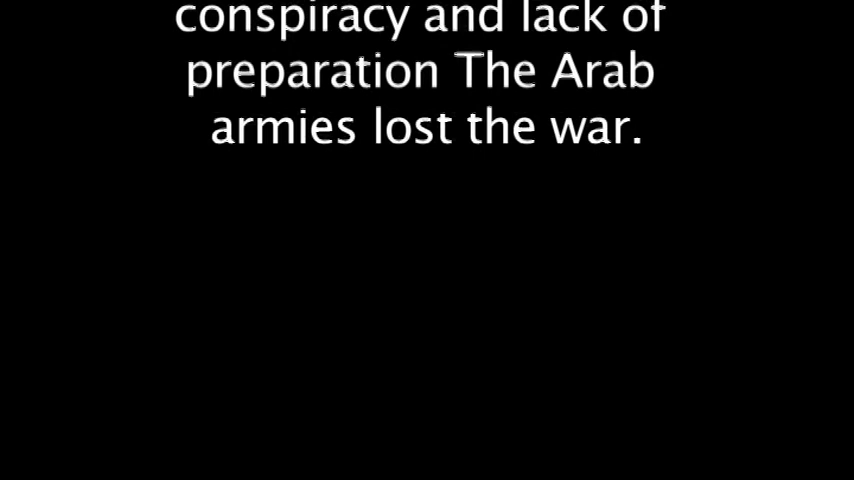 conspiracy and lack of
preparation The Arab
armies lost the war.